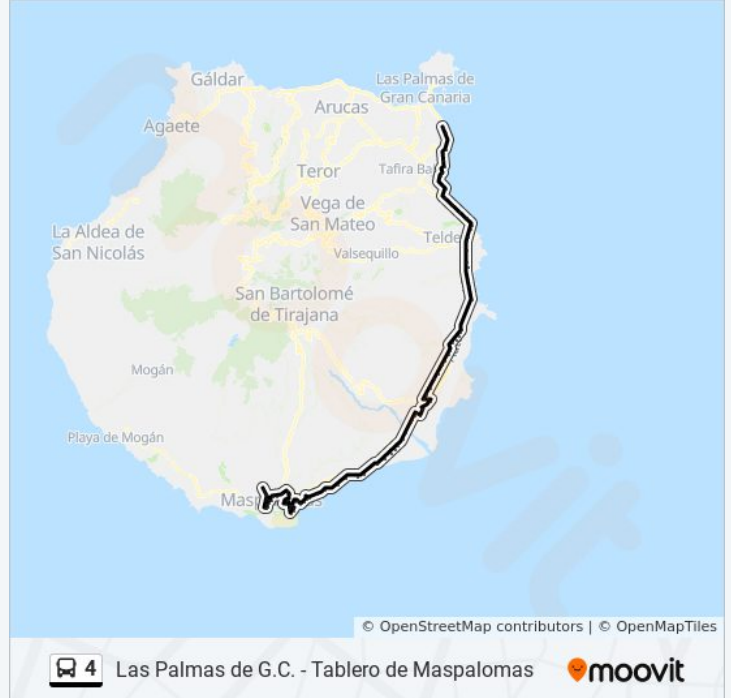 Gáldar
Las Palmas de
Gran Canaria
Arucas
Agaete
Teror
Tafira Ba
Vega de
San Mateo
La Aldea de
San Nicolás
Telde
Valsequillo
San Bartolomé
de Tirajana
Mogán
Playa de Mogán
© OpenStreetMap contributors | © OpenMapTiles
4 Las Palmas de G.C. - Tablero de Maspalomas moovit